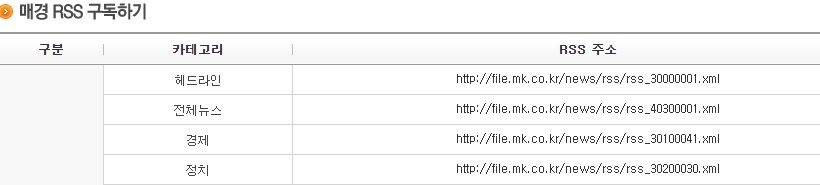 매경 RSS 구독하기
구분 카테고리 RSS 주소
헤드라인 http://file.mk.co.kr/news/rss/rss_30000001.xml
전체뉴스 http://file.mk.co.kr/news/rss/rss_40300001.xml
경제 http://file.mk.co.kr/news/rss/rss_30100041.xml
정치 http://file.mk.co.kr/news/rss/rss_30200030.xml